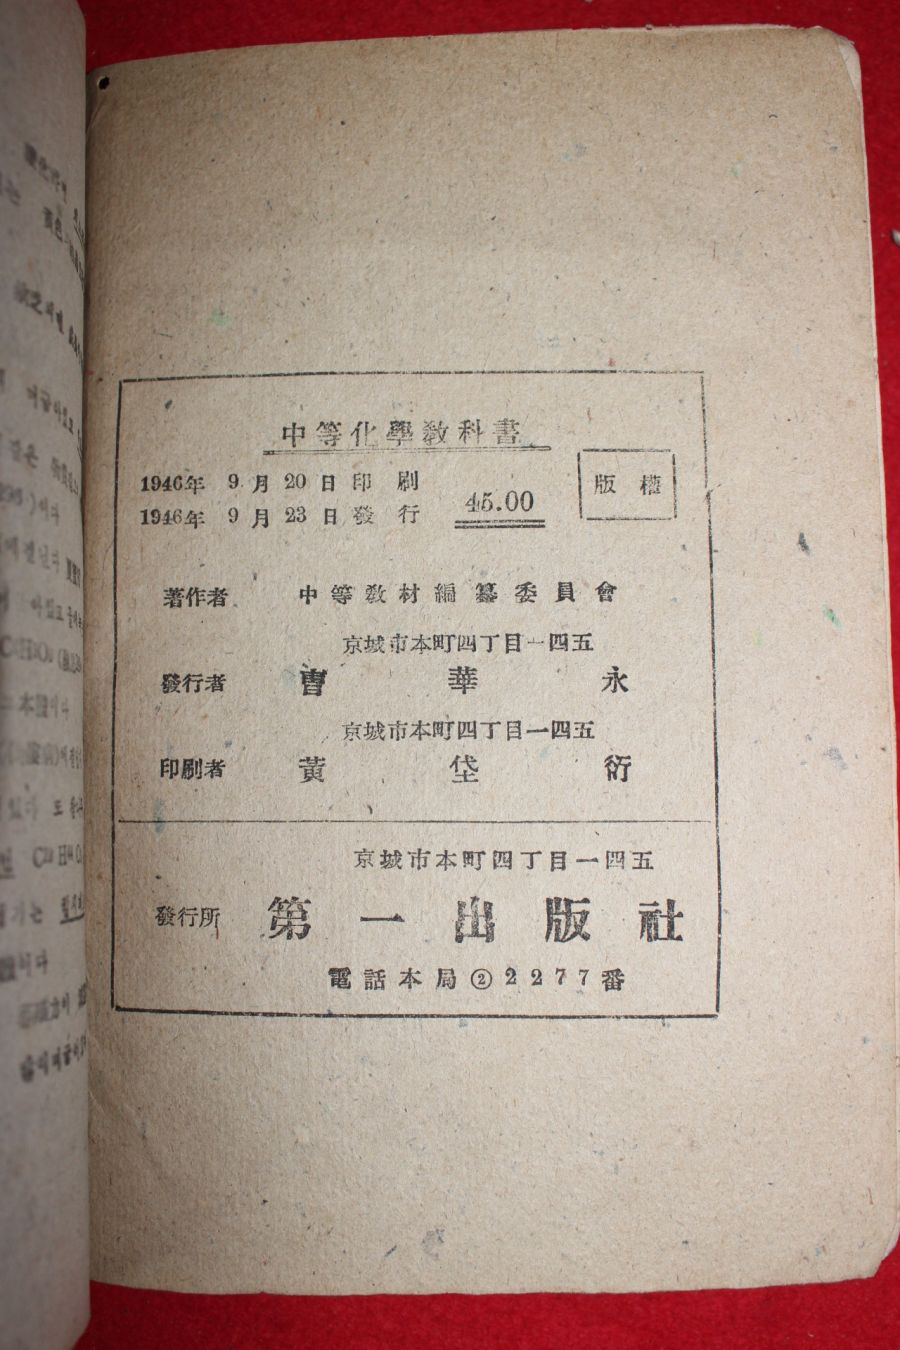 中等化學敎科書
1946年 9月 20日 印刷
1946年 9月 23日 發行
45.00
版權
著作者 中等敎材編纂委員會
京城市本町四丁目一四五
發行者 曺華永
京城市本町四丁目一四五
印刷者 黃垈衍
京城市本町四丁目一四五
發行所 第一出版社
電話本局②2277番